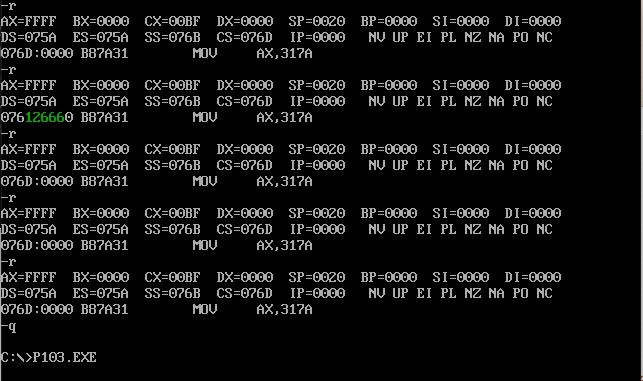 -r
AX=FFFF BX=0000 CX=00BF DX=0000 SP=0020 BP=0000 SI=0000 DI=0000
DS=075A ES=075A SS=076B CS=076D IP=0000 NV UP EI PL NZ NA PO NC
076D:0000 B87A31 MOV AX,317A
-r
AX=FFFF BX=0000 CX=00BF DX=0000 SP=0020 BP=0000 SI=0000 DI=0000
DS=075A ES=075A SS=076B CS=076D IP=0000 NV UP EI PL NZ NA PO NC
076126660 B87A31 MOV AX,317A
-r
AX=FFFF BX=0000 CX=00BF DX=0000 SP=0020 BP=0000 SI=0000 DI=0000
DS=075A ES=075A SS=076B CS=076D IP=0000 NV UP EI PL NZ NA PO NC
076D:0000 B87A31 MOV AX,317A
-r
AX=FFFF BX=0000 CX=00BF DX=0000 SP=0020 BP=0000 SI=0000 DI=0000
DS=075A ES=075A SS=076B CS=076D IP=0000 NV UP EI PL NZ NA PO NC
076D:0000 B87A31 MOV AX,317A
-r
AX=FFFF BX=0000 CX=00BF DX=0000 SP=0020 BP=0000 SI=0000 DI=0000
DS=075A ES=075A SS=076B CS=076D IP=0000 NV UP EI PL NZ NA PO NC
076D:0000 B87A31 MOV AX,317A
-q
C:\>P103.EXE